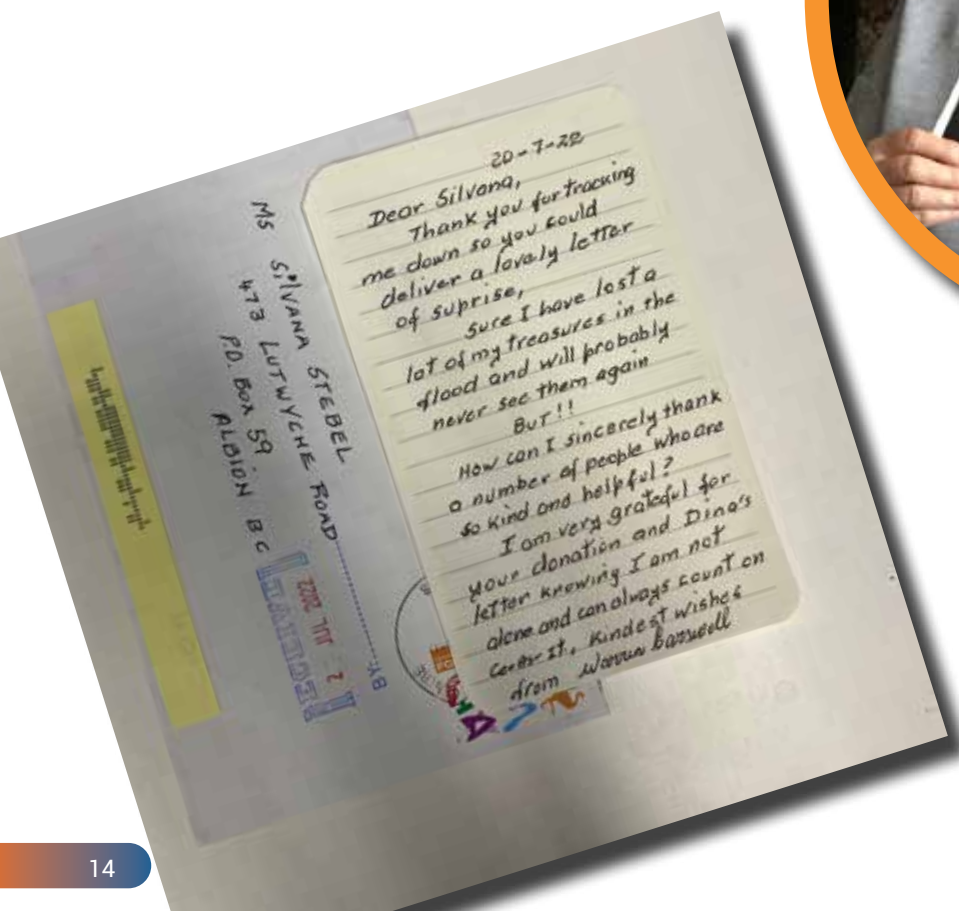 20-7-22
Dear Silvana,
Thank you for tracking
me down so you could
deliver a lovely letter
of suprise,
Sure I have lost a
lot of my treasures in the
flood and will probably
never see them again
BUT!!
How can I sincerely thank
a number of people who are
so kind and helpful?
I am very grateful for
your donation and Dina's
letter knowing I am not
alone and can always count on
Kindest wishes
from
MS SILVANA STEBEL
473 LUTWYCHE ROAD
P.O. BOX 59
ALBION BC
RECEIVED
JUL 2022
BY:
14